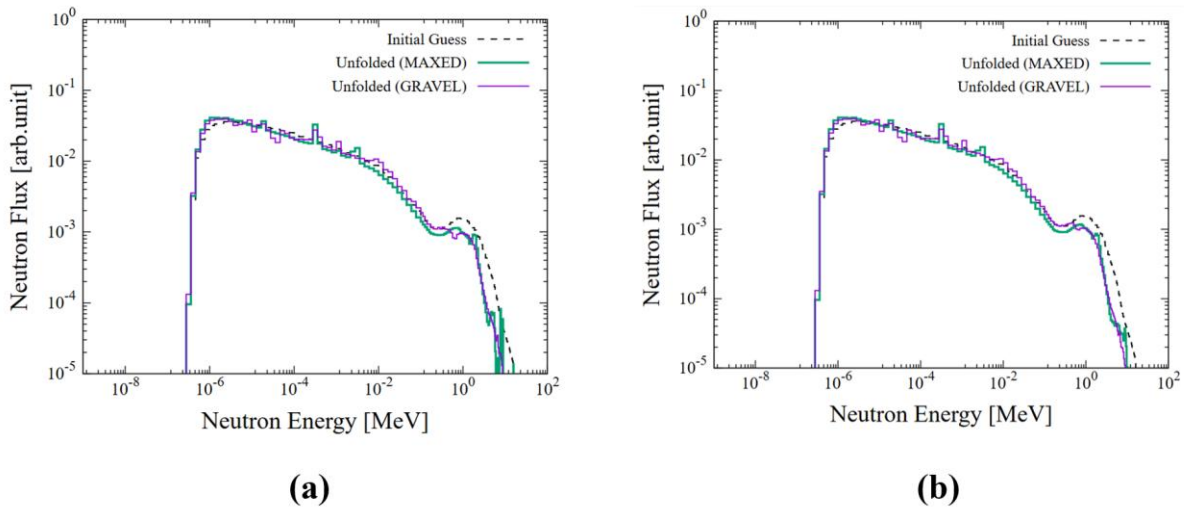 10^0
10^-1
10^-2
10^-3
10^-4
10^-5
Neutron Flux [arb.unit]
Initial Guess
Unfolded (MAXED)
Unfolded (GRAVEL)
10^-8 10^-6 10^-4 10^-2 10^0 10^2
Neutron Energy [MeV]
(a)
10^0
10^-1
10^-2
10^-3
10^-4
10^-5
Neutron Flux [arb.unit]
Initial Guess
Unfolded (MAXED)
Unfolded (GRAVEL)
10^-8 10^-6 10^-4 10^-2 10^0 10^2
Neutron Energy [MeV]
(b)